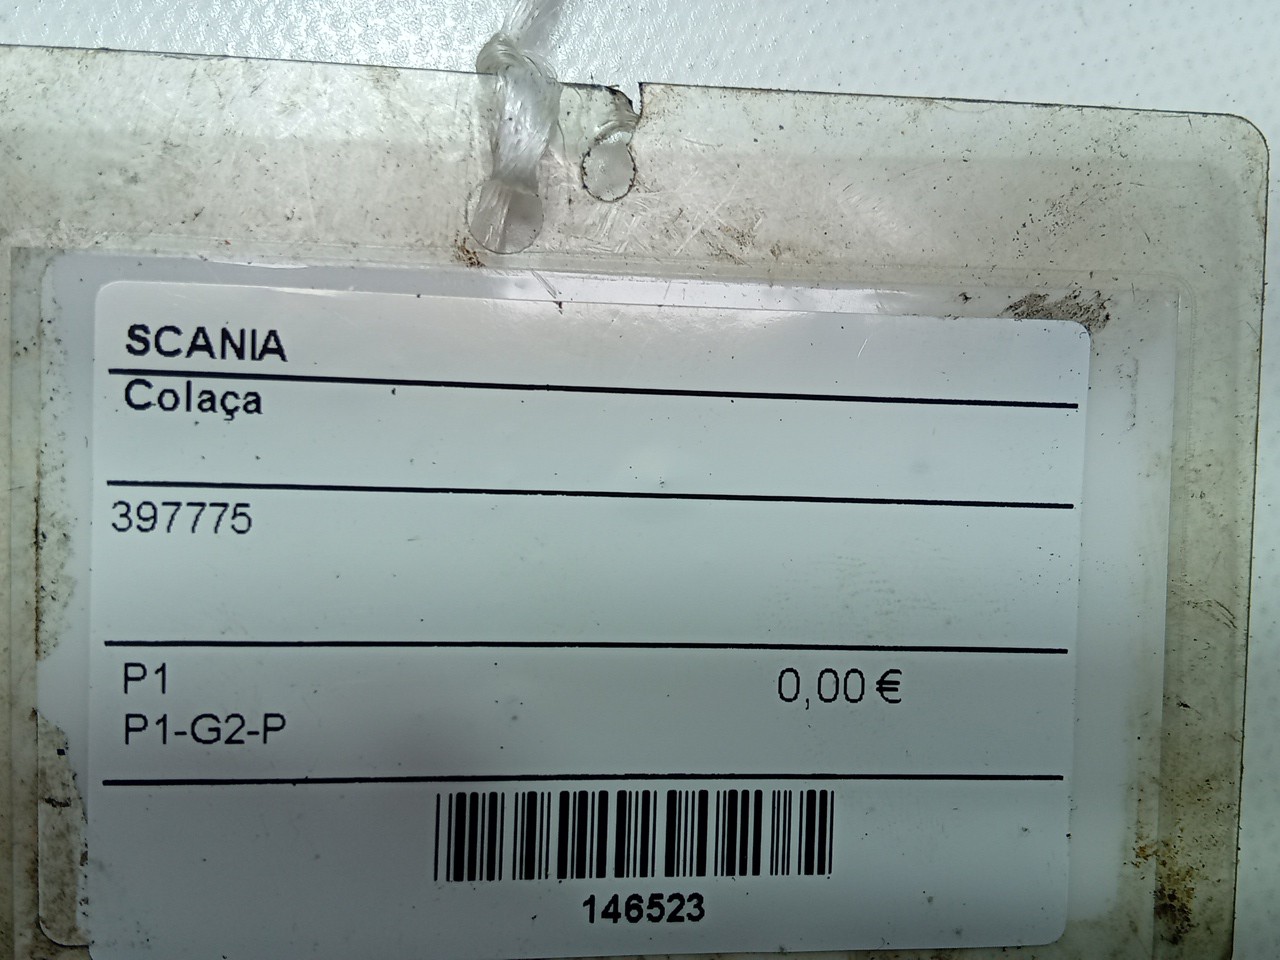 SCANIA
Colaça
397775
P1
0,00 €
P1-G2-P
146523